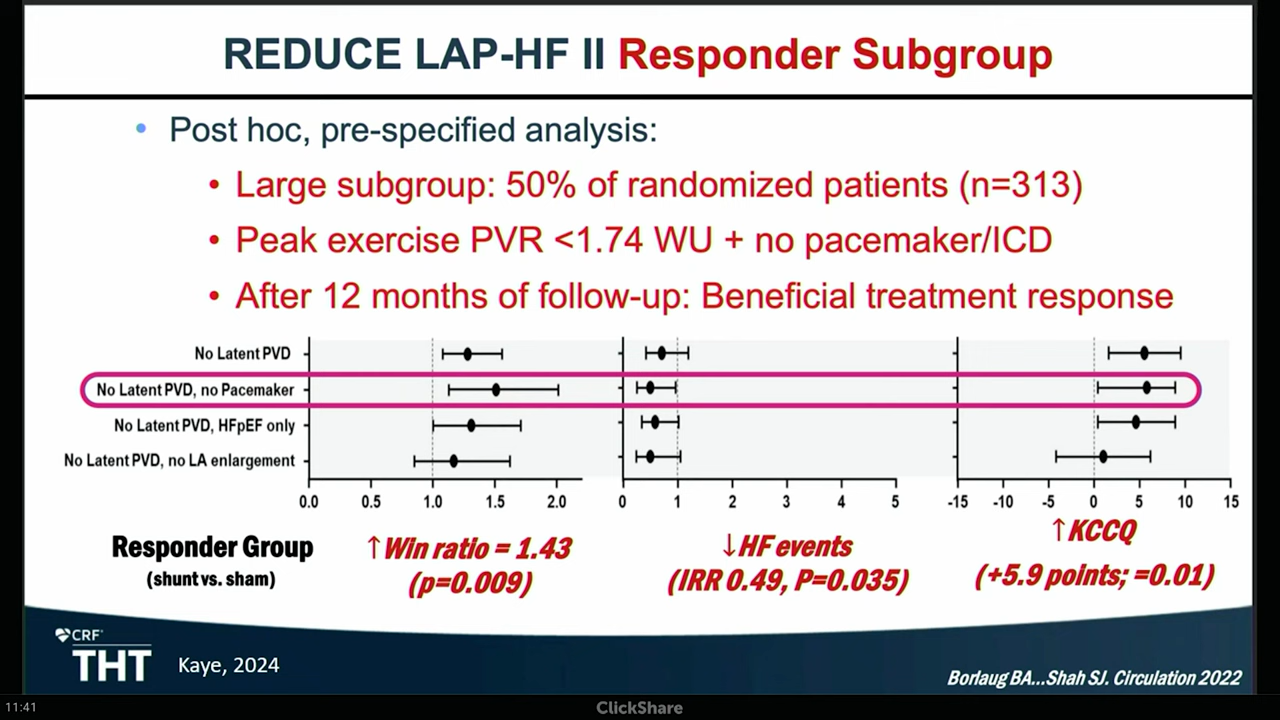 REDUCE LAP-HF II Responder Subgroup
• Post hoc, pre-specified analysis:
• Large subgroup: 50% of randomized patients (n=313)
• Peak exercise PVR <1.74 WU + no pacemaker/ICD
• After 12 months of follow-up: Beneficial treatment response
No Latent PVD
No Latent PVD, no Pacemaker
No Latent PVD, HFpEF only
No Latent PVD, no LA enlargement
0.0 0.5 1.0 1.5 2.0 0 1 2 3 4 5 -15 -10 -5 0 5 10 15
Responder Group
(shunt vs. sham)
↑Win ratio = 1.43
(p=0.009)
↓HF events
(IRR 0.49, P=0.035)
↑KCCQ
(+5.9 points; =0.01)
CRF®
THT
Kaye, 2024
Borlaug BA...Shah SJ. Circulation 2022
11:41
ClickShare